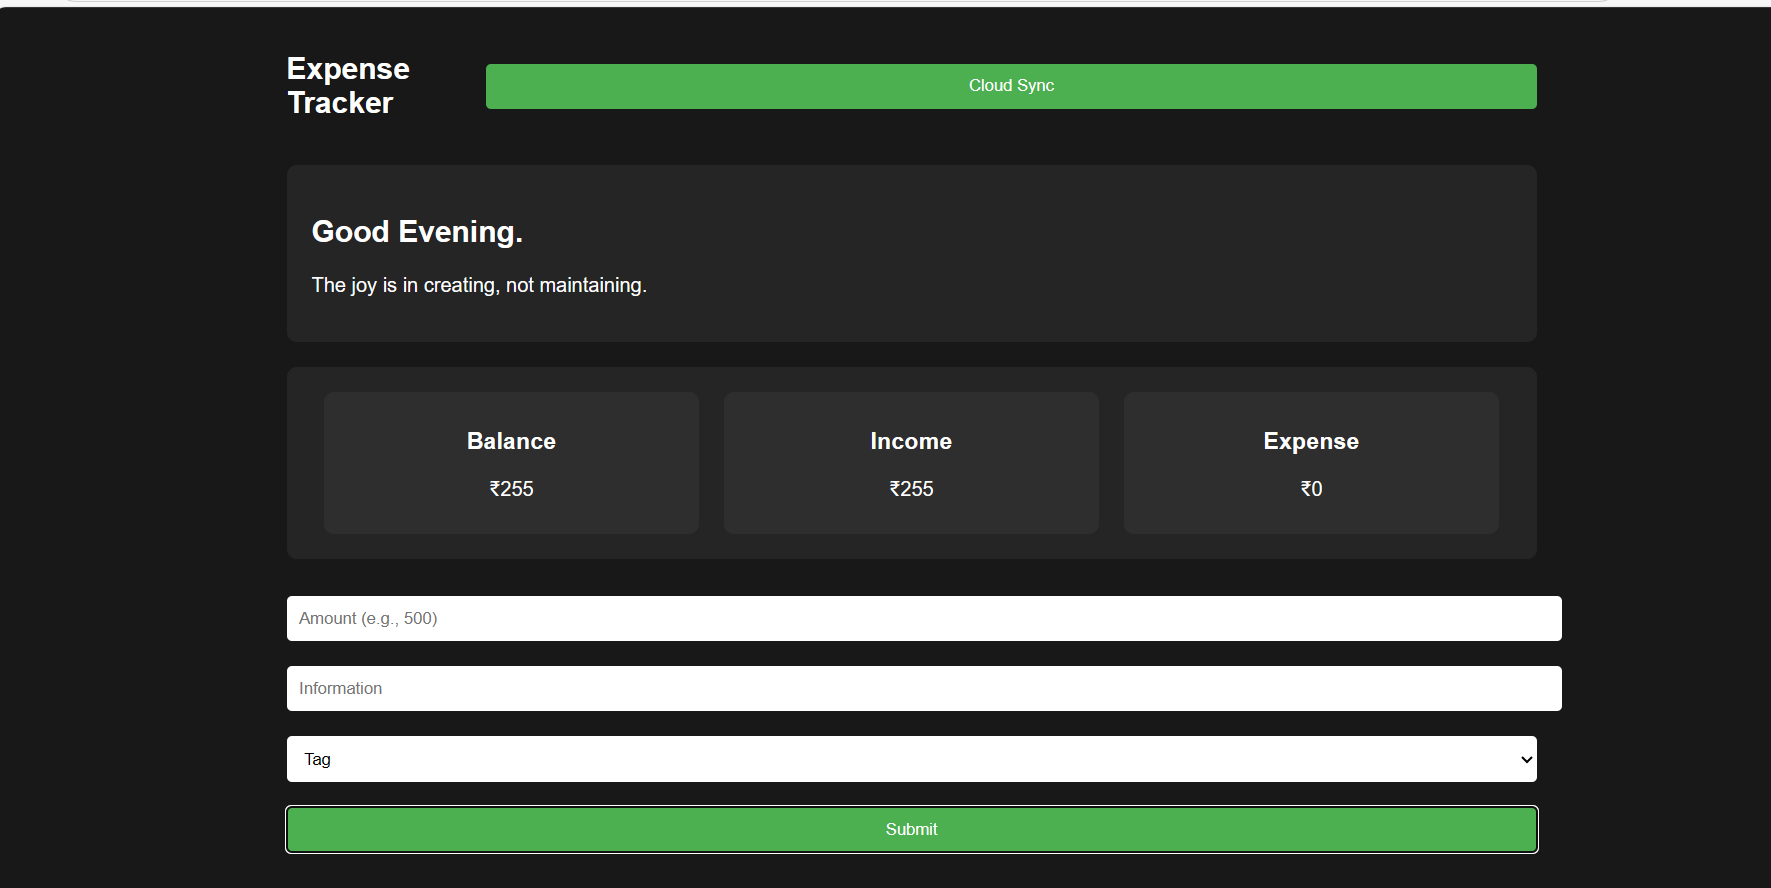 Expense
Tracker
Cloud Sync
Good Evening.
The joy is in creating, not maintaining.
Balance
₹255
Income
₹255
Expense
₹0
Amount (e.g., 500)
Information
Tag
Submit